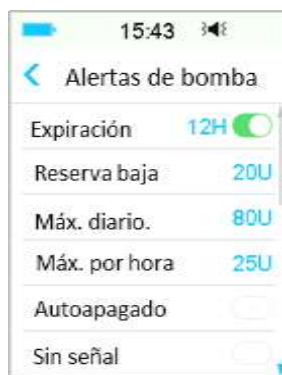 15:43
Alertas de bomba
Expiración 12H
Reserva baja 20U
Máx. diario. 80U
Máx. por hora 25U
Autoapagado
Sin señal